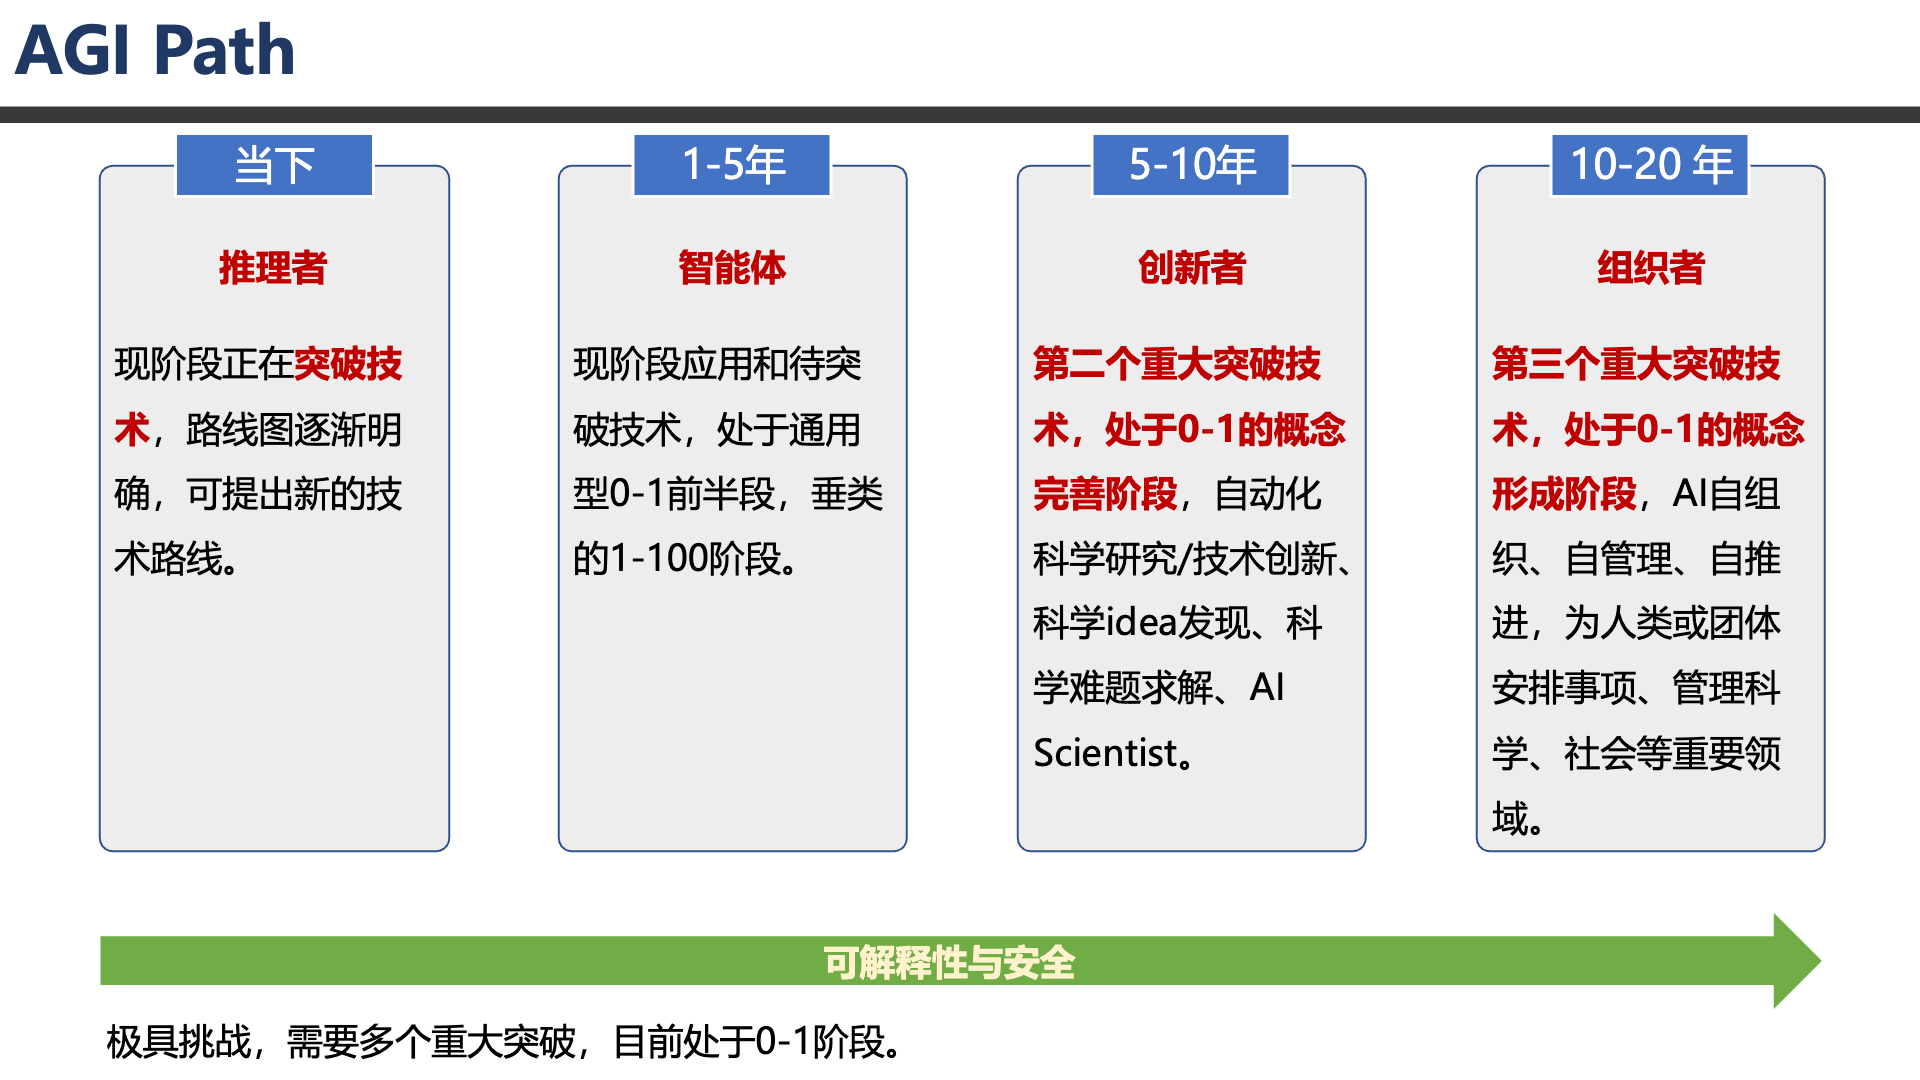 AGI Path
当下
推理者
现阶段正在突破技
术，路线图逐渐明
确，可提出新的技
术路线。
1-5年
智能体
现阶段应用和待突
破技术，处于通用
型0-1前半段，垂类
的1-100阶段。
5-10年
创新者
第二个重大突破技
术，处于0-1的概念
完善阶段，自动化
科学研究/技术创新、
科学idea发现、科
学难题求解、AI
Scientist。
10-20 年
组织者
第三个重大突破技
术，处于0-1的概念
形成阶段，AI自组
织、自管理、自推
进，为人类或团体
安排事项、管理科
学、社会等重要领
域。
可解释性与安全
极具挑战，需要多个重大突破，目前处于0-1阶段。